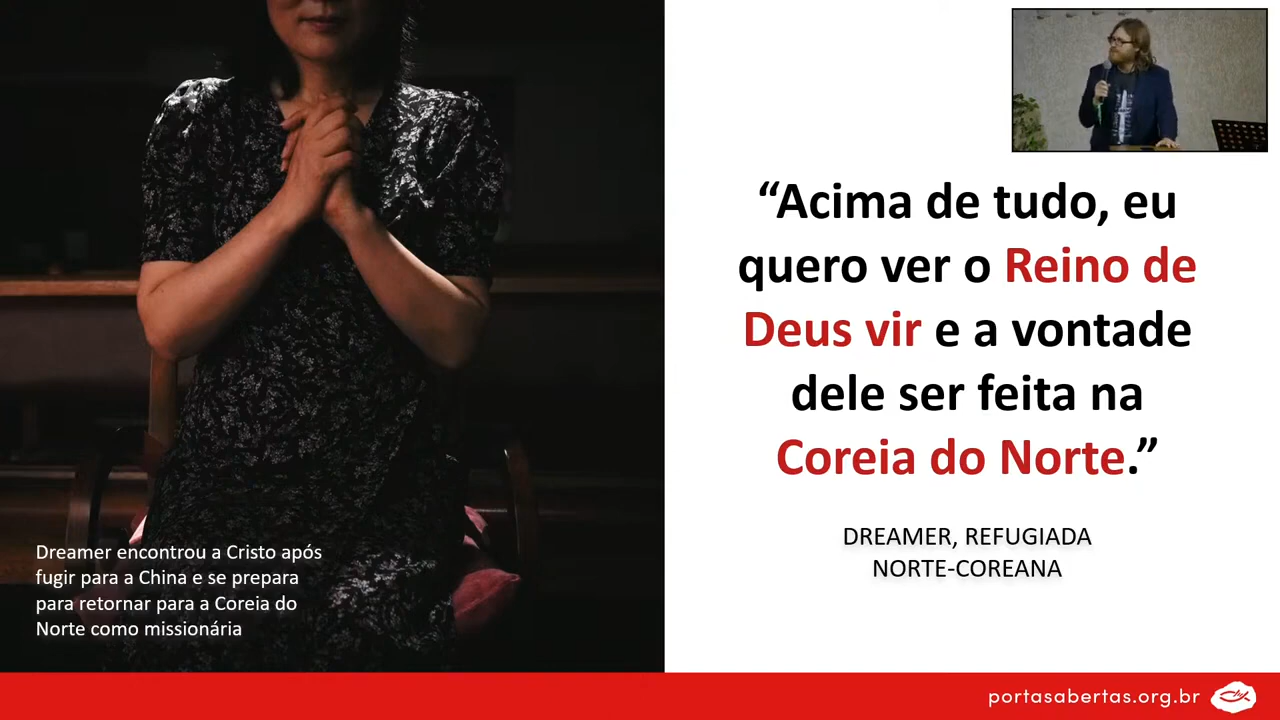 “Acima de tudo, eu
quero ver o Reino de
Deus vir e a vontade
dele ser feita na
Coreia do Norte.”
DREAMER, REFUGIADA
NORTE-COREANA
Dreamer encontrou a Cristo após
fugir para a China e se prepara
para retornar para a Coreia do
Norte como missionária
portasabertas.org.br